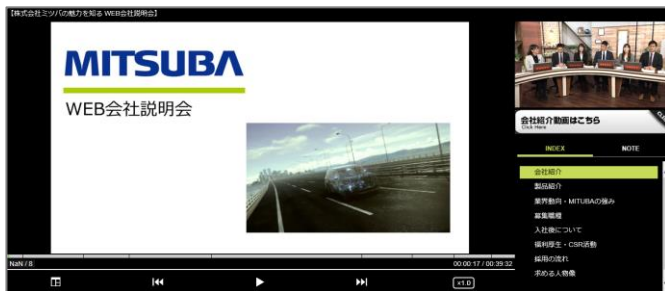 【株式会社ミツバの魅力を知る WEB会社説明会】
MITSUBA
WEB会社説明会
会社紹介動画はこちら
Click Here
INDEX
NOTE
会社紹介
製品紹介
業界動向・MITUBAの強み
募集職種
入社後について
福利厚生・CSR活動
採用の流れ
求める人物像
NaN / 8
00:00:17 / 00:39:32
×1.0